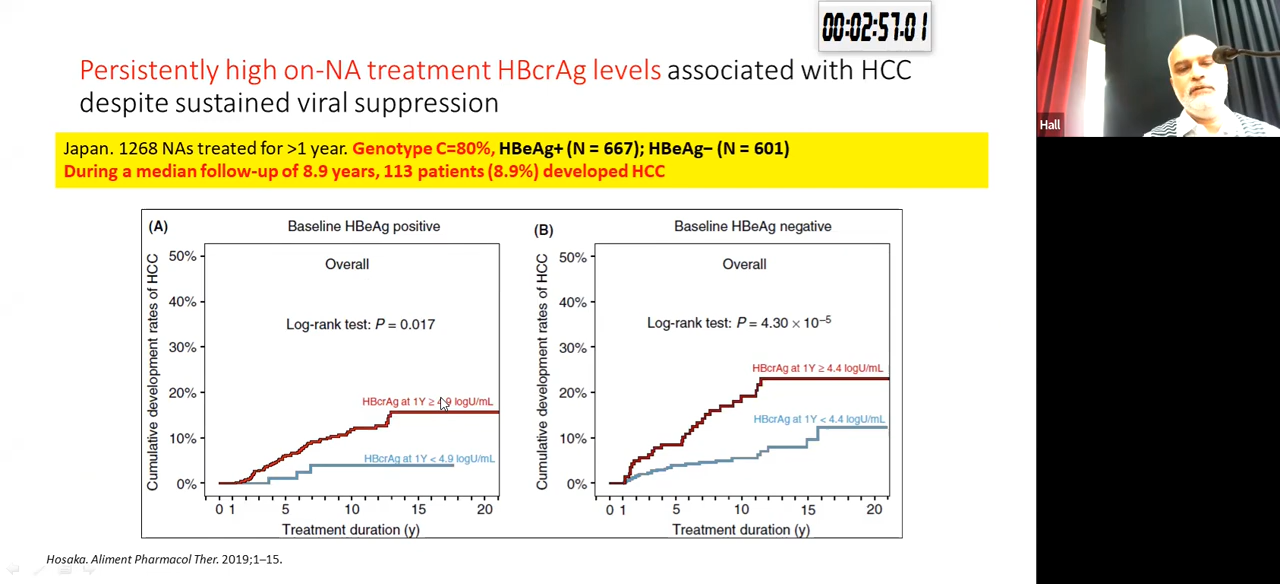 00:02:57.01
Persistently high on-NA treatment HBcrAg levels associated with HCC
despite sustained viral suppression
Hall
Japan. 1268 NAs treated for >1 year. Genotype C=80%, HBeAg+ (N = 667); HBeAg– (N = 601)
During a median follow-up of 8.9 years, 113 patients (8.9%) developed HCC
(A)
Baseline HBeAg positive
Overall
Log-rank test: P = 0.017
HBcrAg at 1Y ≥ 4.9 logU/mL
HBcrAg at 1Y < 4.9 logU/mL
Cumulative development rates of HCC
50%
40%
30%
20%
10%
0%
0 1 5 10 15 20
Treatment duration (y)
(B)
Baseline HBeAg negative
Overall
Log-rank test: P = 4.30 × 10⁻⁵
HBcrAg at 1Y ≥ 4.4 logU/mL
HBcrAg at 1Y < 4.4 logU/mL
Cumulative development rates of HCC
50%
40%
30%
20%
10%
0%
0 1 5 10 15 20
Treatment duration (y)
Hosaka. Aliment Pharmacol Ther. 2019;1–15.